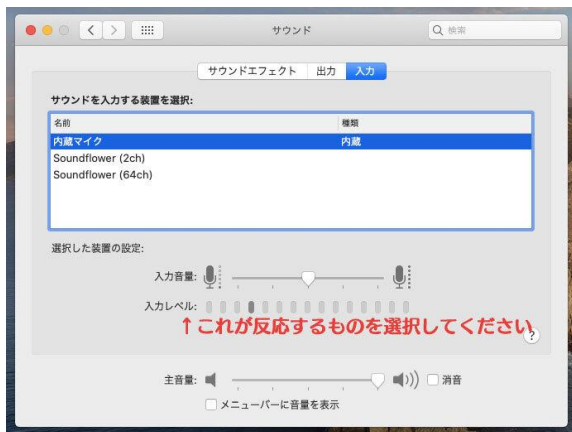 サウンド
検索
サウンドエフェクト 出力 入力
サウンドを入力する装置を選択:
名前 種類
内蔵マイク 内蔵
Soundflower (2ch)
Soundflower (64ch)
選択した装置の設定:
入力音量:
入力レベル:
↑これが反応するものを選択してください
?
主音量: 消音
メニューバーに音量を表示